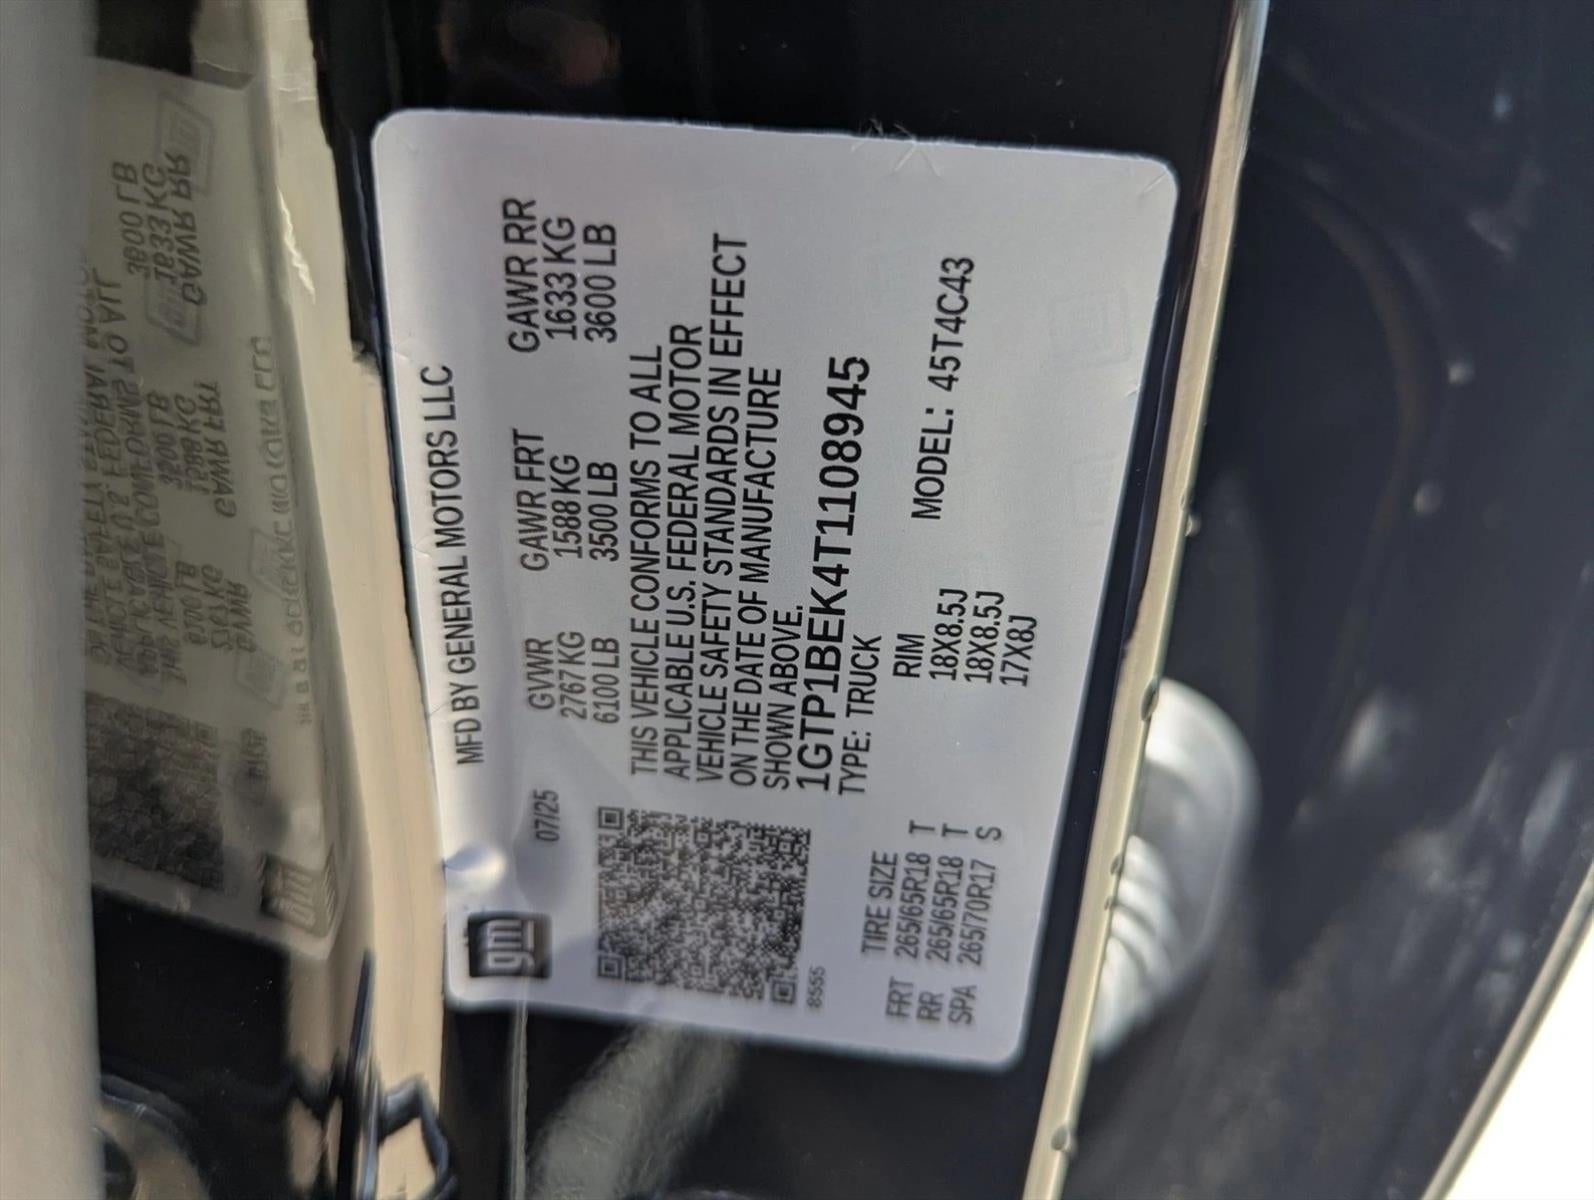 gm
MFD BY GENERAL MOTORS LLC
07/25
GVWR GAWR FRT GAWR RR
2767 KG 1588 KG 1633 KG
6100 LB 3500 LB 3600 LB
THIS VEHICLE CONFORMS TO ALL
APPLICABLE U.S. FEDERAL MOTOR
VEHICLE SAFETY STANDARDS IN EFFECT
ON THE DATE OF MANUFACTURE
SHOWN ABOVE.
1GTP1BEK4T1108945
TYPE: TRUCK
8555
TIRE SIZE RIM MODEL: 45T4C43
FRT 265/65R18 T 18X8.5J
RR 265/65R18 T 18X8.5J
SPA 265/70R17 S 17X8J